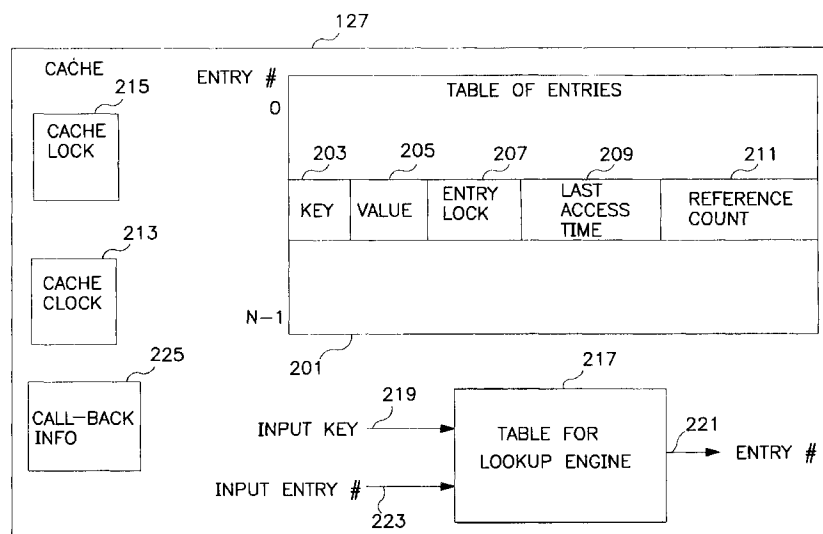 127
CACHE
215
CACHE
LOCK
ENTRY #
0
TABLE OF ENTRIES
203
205
207
209
211
KEY
VALUE
ENTRY
LOCK
LAST
ACCESS
TIME
REFERENCE
COUNT
213
CACHE
CLOCK
N-1
201
225
CALL-BACK
INFO
217
219
INPUT KEY
TABLE FOR
LOOKUP ENGINE
221
ENTRY #
INPUT ENTRY #
223